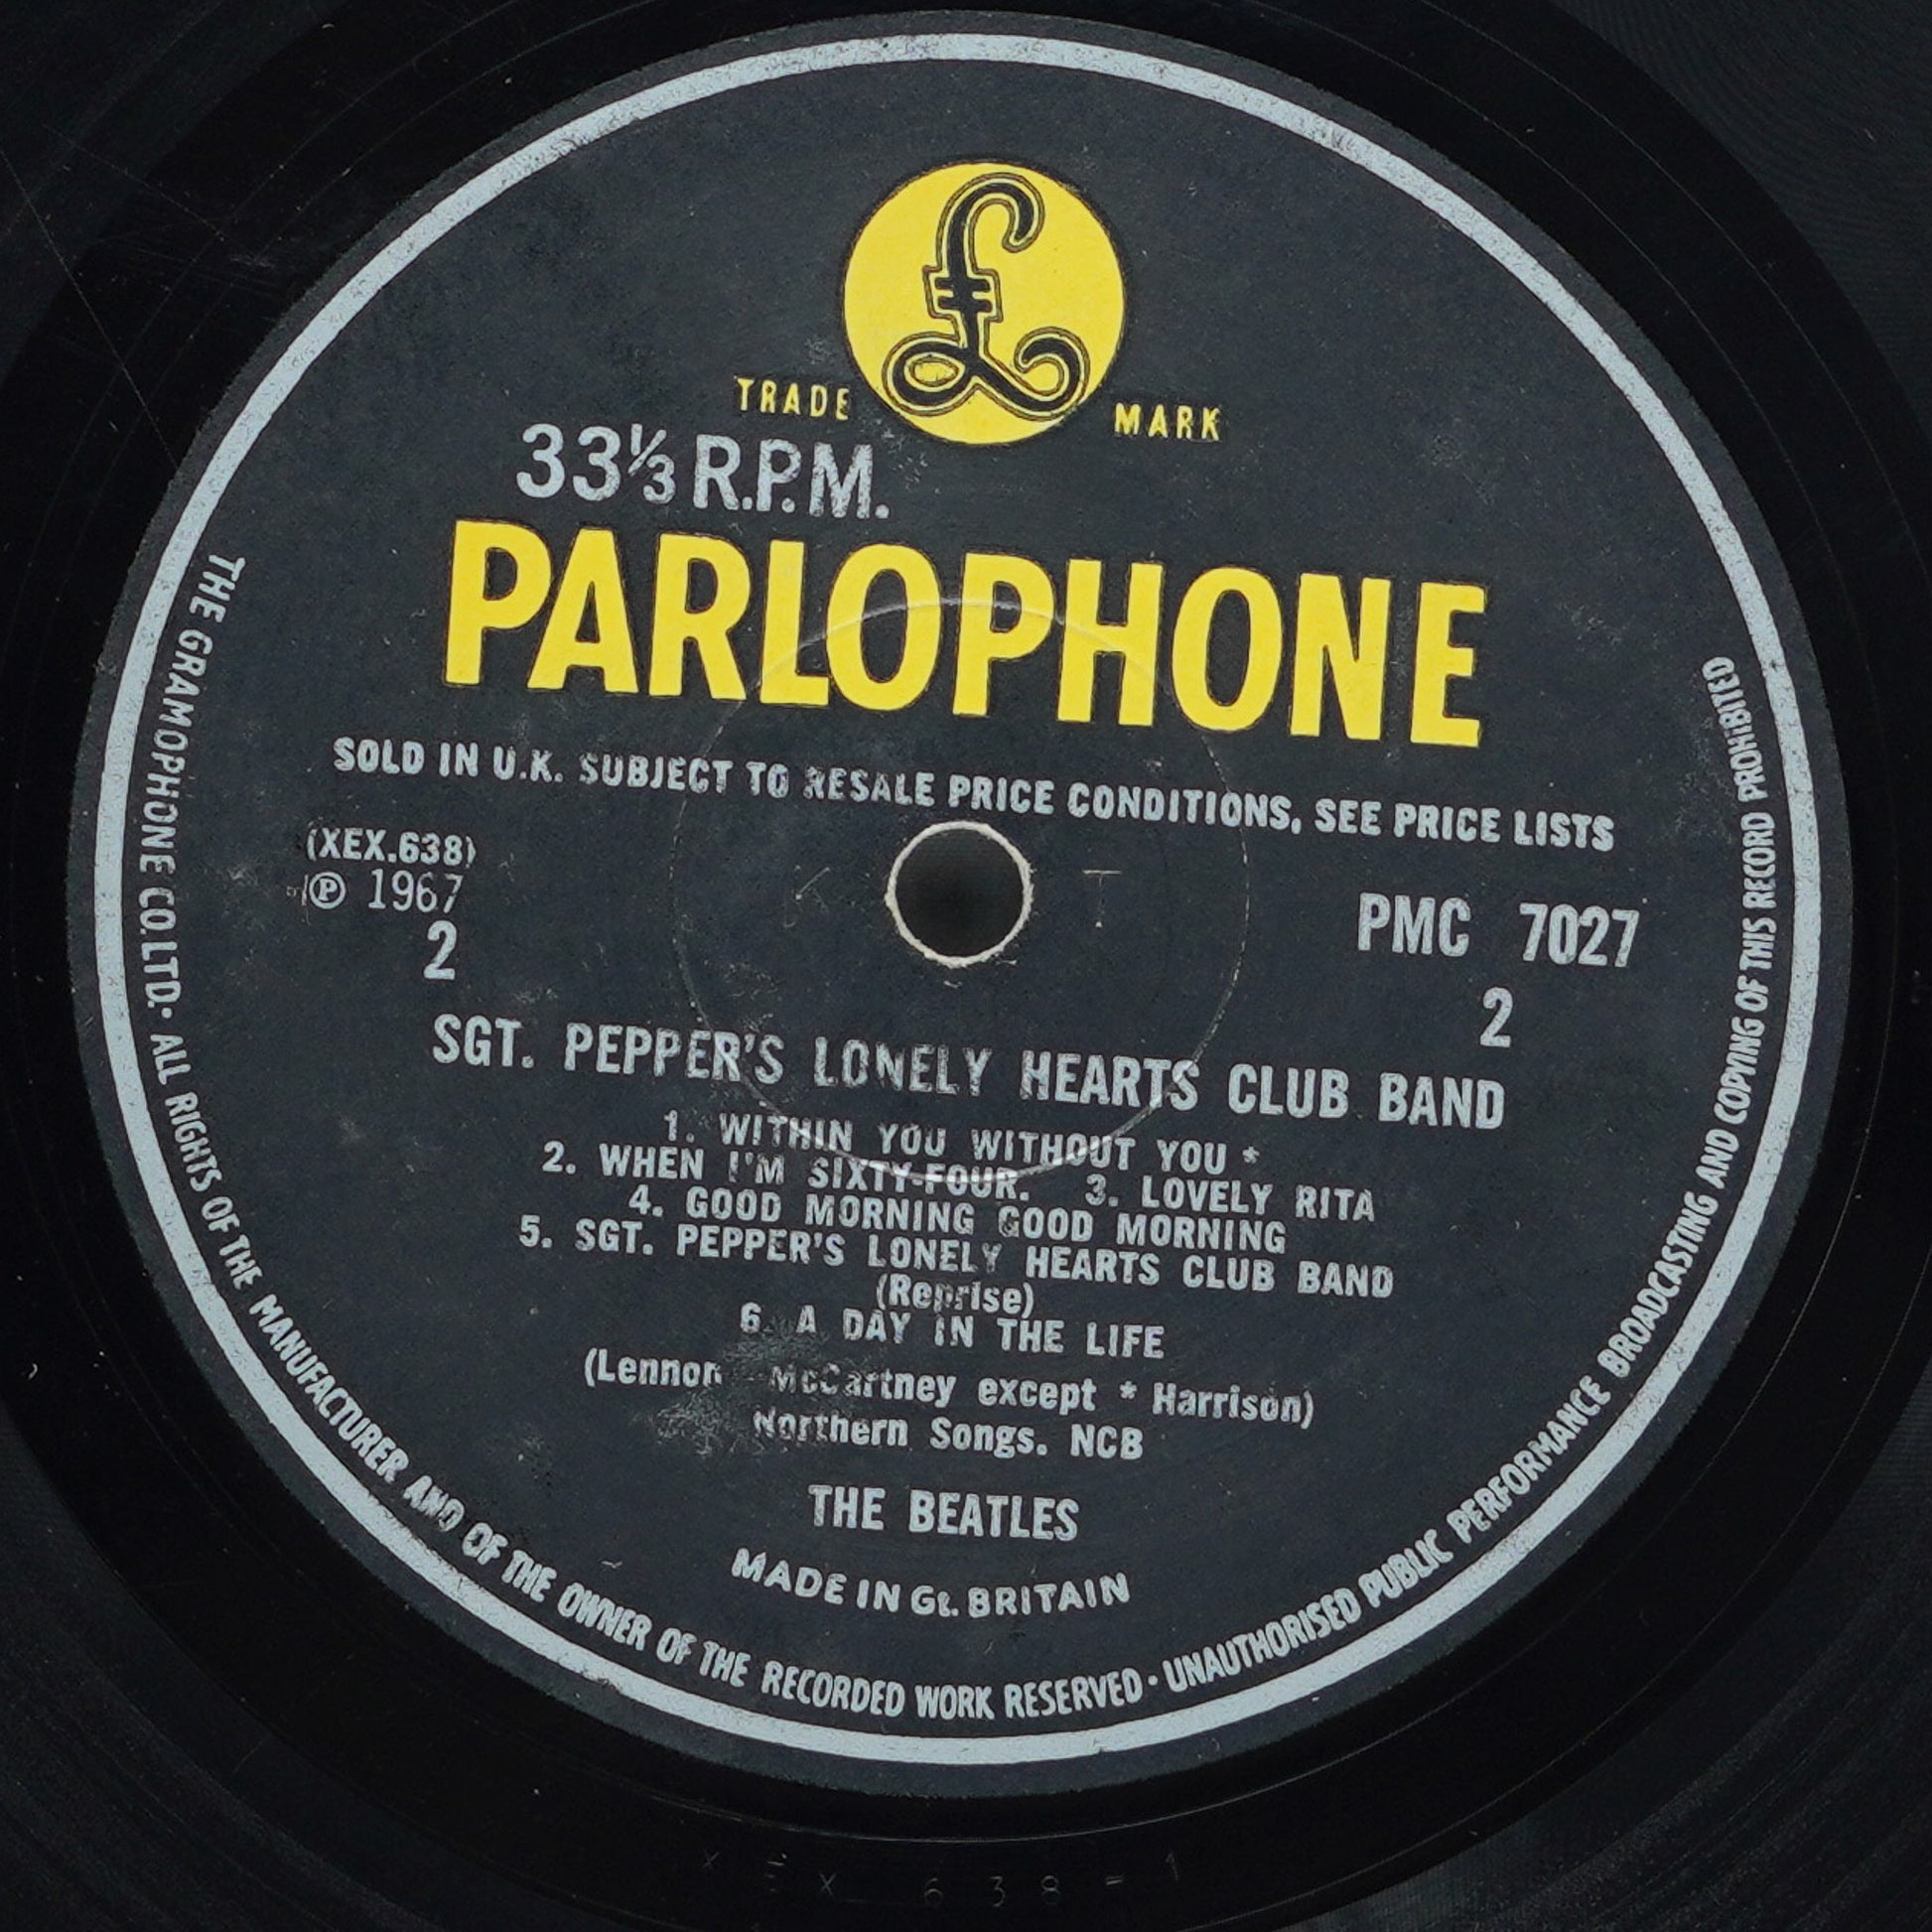 £
TRADE MARK
33⅓ R.P.M.
PARLOPHONE
SOLD IN U.K. SUBJECT TO RESALE PRICE CONDITIONS, SEE PRICE LISTS
(XEX.638)
℗ 1967
2
K T
PMC 7027
2
SGT. PEPPER'S LONELY HEARTS CLUB BAND
1. WITHIN YOU WITHOUT YOU *
2. WHEN I'M SIXTY-FOUR. 3. LOVELY RITA
4. GOOD MORNING GOOD MORNING
5. SGT. PEPPER'S LONELY HEARTS CLUB BAND
(Reprise)
6. A DAY IN THE LIFE
(Lennon McCartney except * Harrison)
Northern Songs. NCB
THE BEATLES
MADE IN Gt. BRITAIN
THE GRAMOPHONE CO.LTD. · ALL RIGHTS OF THE MANUFACTURER AND OF THE OWNER OF THE RECORDED WORK RESERVED · UNAUTHORISED PUBLIC PERFORMANCE BROADCASTING AND COPYING OF THIS RECORD PROHIBITED
XEX 638-1